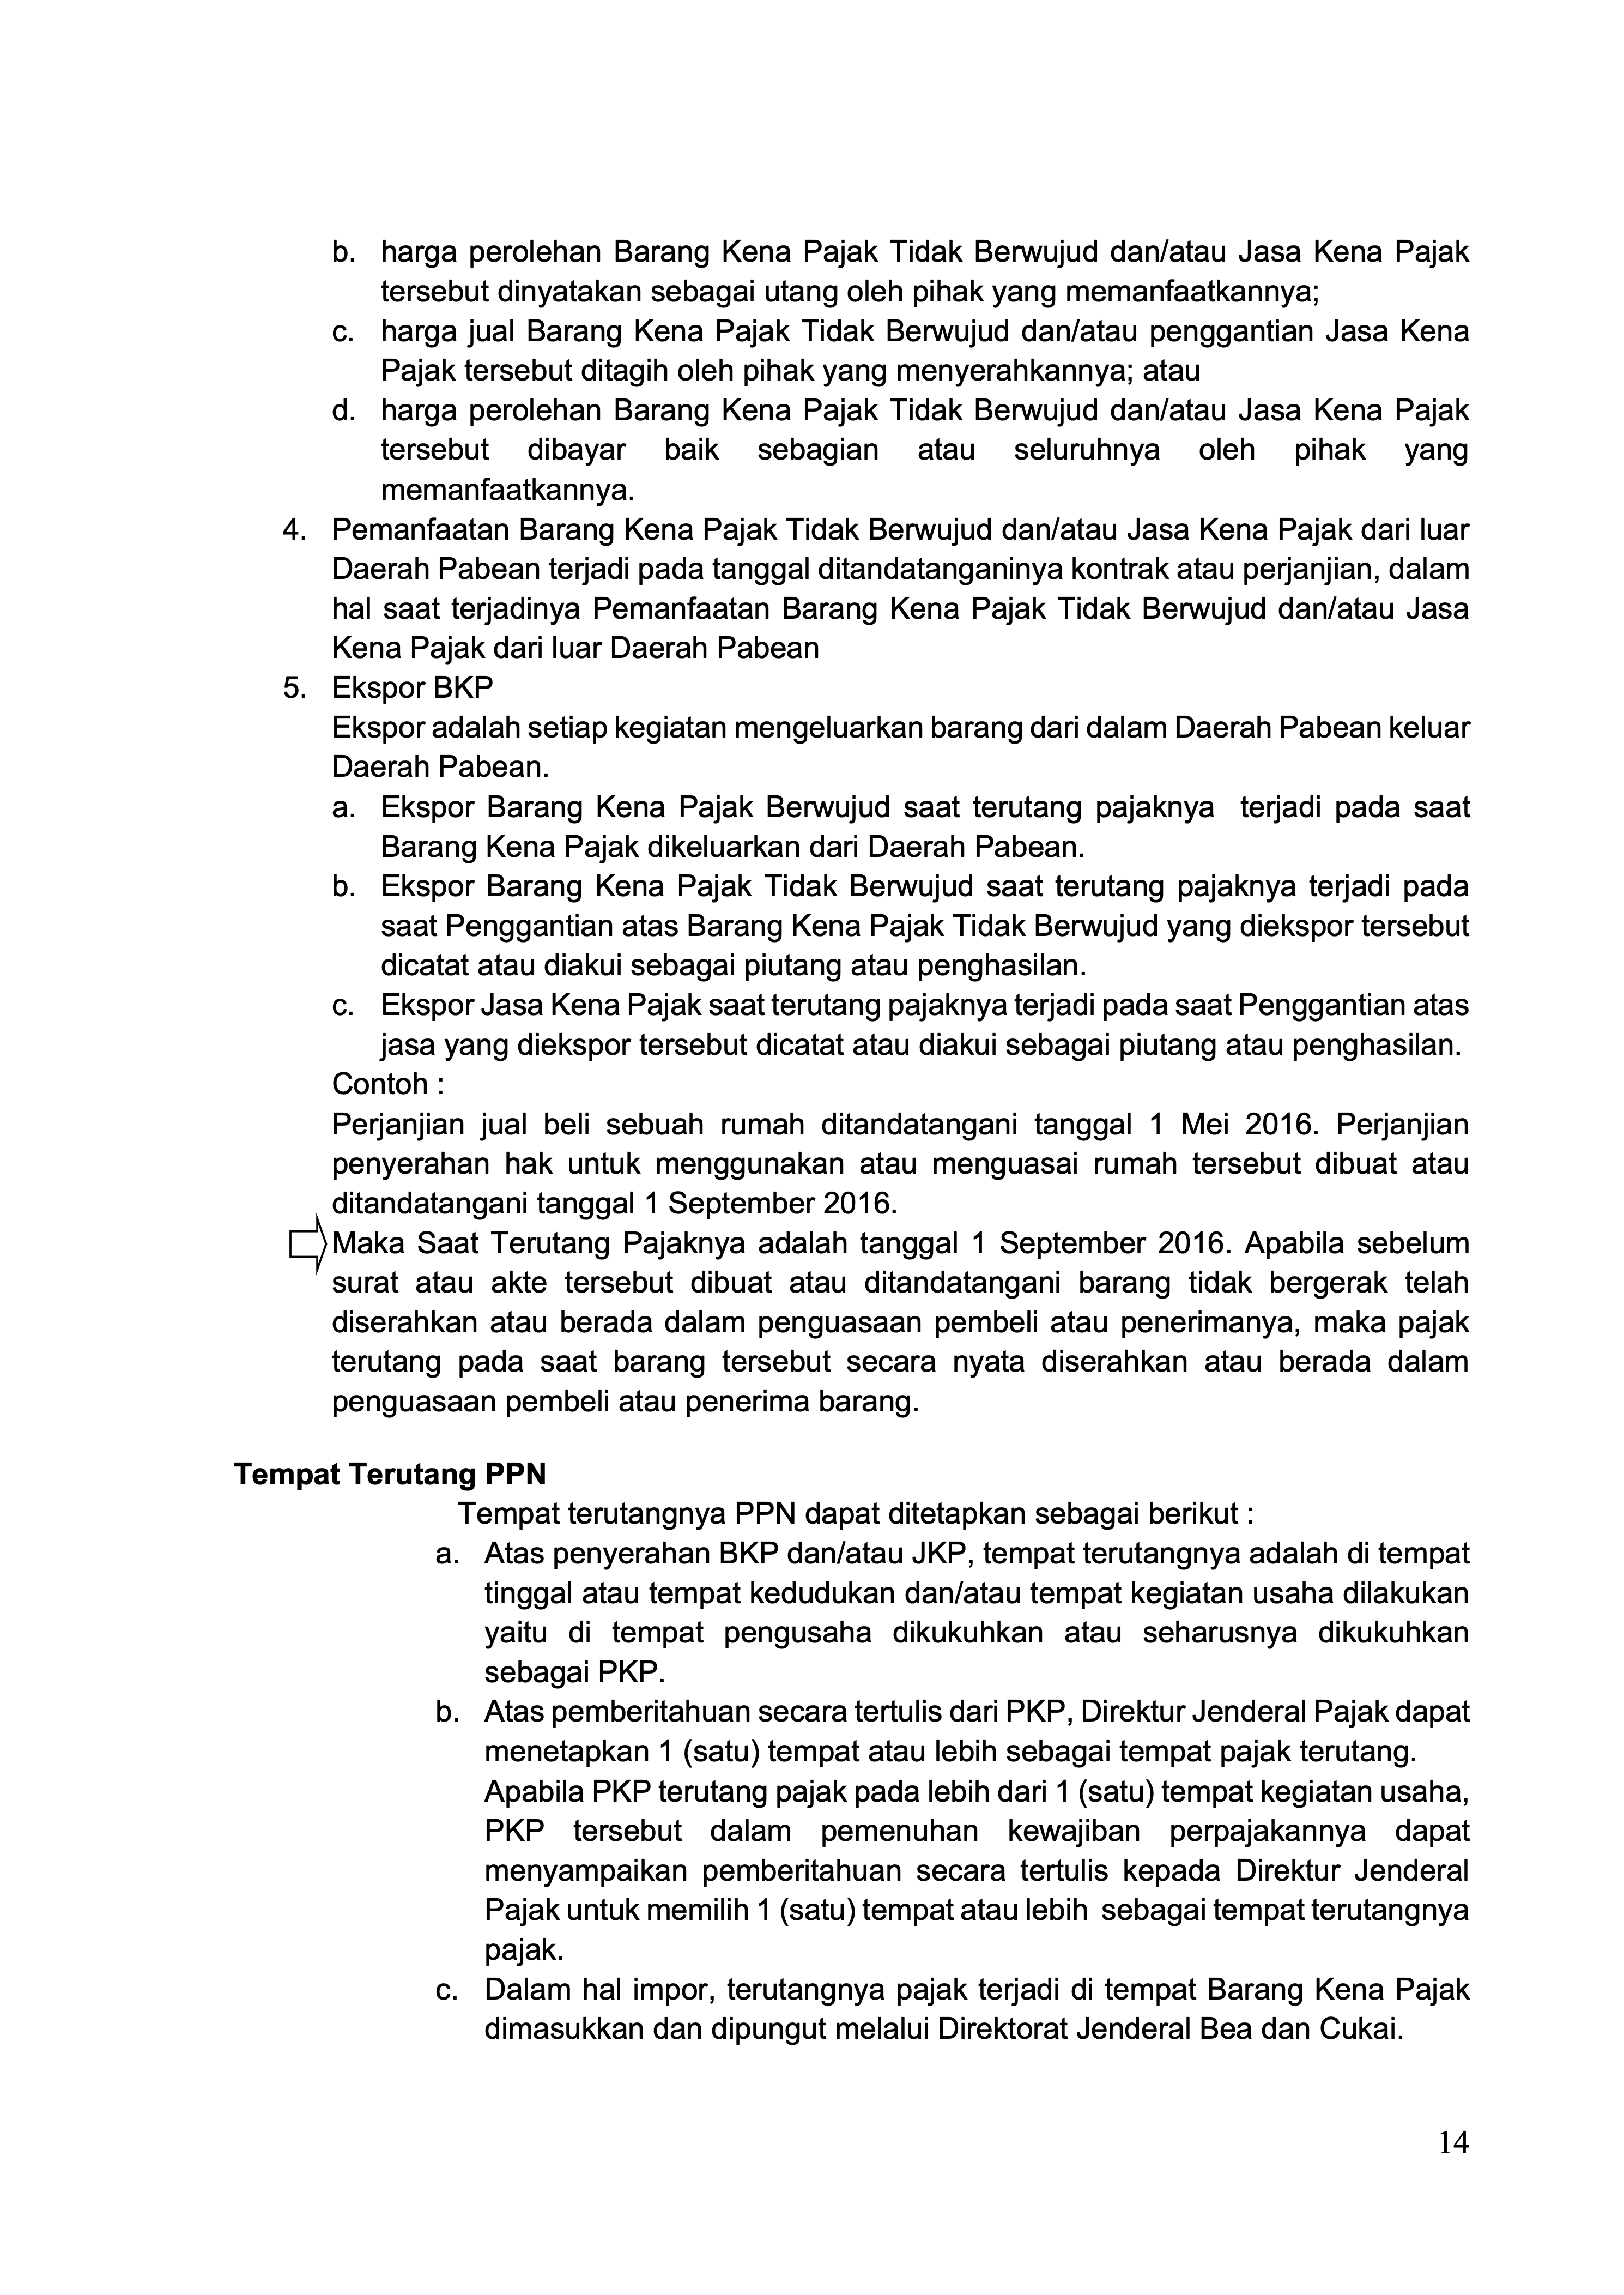 b. harga perolehan Barang Kena Pajak Tidak Berwujud dan/atau Jasa Kena Pajak
tersebut dinyatakan sebagai utang oleh pihak yang memanfaatkannya;
c. harga jual Barang Kena Pajak Tidak Berwujud dan/atau penggantian Jasa Kena
Pajak tersebut ditagih oleh pihak yang menyerahkannya; atau
d. harga perolehan Barang Kena Pajak Tidak Berwujud dan/atau Jasa Kena Pajak
tersebut dibayar baik sebagian atau seluruhnya oleh pihak yang
memanfaatkannya.
4. Pemanfaatan Barang Kena Pajak Tidak Berwujud dan/atau Jasa Kena Pajak dari luar
Daerah Pabean terjadi pada tanggal ditandatanganinya kontrak atau perjanjian, dalam
hal saat terjadinya Pemanfaatan Barang Kena Pajak Tidak Berwujud dan/atau Jasa
Kena Pajak dari luar Daerah Pabean
5. Ekspor BKP
Ekspor adalah setiap kegiatan mengeluarkan barang dari dalam Daerah Pabean keluar
Daerah Pabean.
a. Ekspor Barang Kena Pajak Berwujud saat terutang pajaknya terjadi pada saat
Barang Kena Pajak dikeluarkan dari Daerah Pabean.
b. Ekspor Barang Kena Pajak Tidak Berwujud saat terutang pajaknya terjadi pada
saat Penggantian atas Barang Kena Pajak Tidak Berwujud yang diekspor tersebut
dicatat atau diakui sebagai piutang atau penghasilan.
c. Ekspor Jasa Kena Pajak saat terutang pajaknya terjadi pada saat Penggantian atas
jasa yang diekspor tersebut dicatat atau diakui sebagai piutang atau penghasilan.
Contoh :
Perjanjian jual beli sebuah rumah ditandatangani tanggal 1 Mei 2016. Perjanjian
penyerahan hak untuk menggunakan atau menguasai rumah tersebut dibuat atau
ditandatangani tanggal 1 September 2016.
Maka Saat Terutang Pajaknya adalah tanggal 1 September 2016. Apabila sebelum
surat atau akte tersebut dibuat atau ditandatangani barang tidak bergerak telah
diserahkan atau berada dalam penguasaan pembeli atau penerimanya, maka pajak
terutang pada saat barang tersebut secara nyata diserahkan atau berada dalam
penguasaan pembeli atau penerima barang.
Tempat Terutang PPN
Tempat terutangnya PPN dapat ditetapkan sebagai berikut :
a. Atas penyerahan BKP dan/atau JKP, tempat terutangnya adalah di tempat
tinggal atau tempat kedudukan dan/atau tempat kegiatan usaha dilakukan
yaitu di tempat pengusaha dikukuhkan atau seharusnya dikukuhkan
sebagai PKP.
b. Atas pemberitahuan secara tertulis dari PKP, Direktur Jenderal Pajak dapat
menetapkan 1 (satu) tempat atau lebih sebagai tempat pajak terutang.
Apabila PKP terutang pajak pada lebih dari 1 (satu) tempat kegiatan usaha,
PKP tersebut dalam pemenuhan kewajiban perpajakannya dapat
menyampaikan pemberitahuan secara tertulis kepada Direktur Jenderal
Pajak untuk memilih 1 (satu) tempat atau lebih sebagai tempat terutangnya
pajak.
c. Dalam hal impor, terutangnya pajak terjadi di tempat Barang Kena Pajak
dimasukkan dan dipungut melalui Direktorat Jenderal Bea dan Cukai.
14